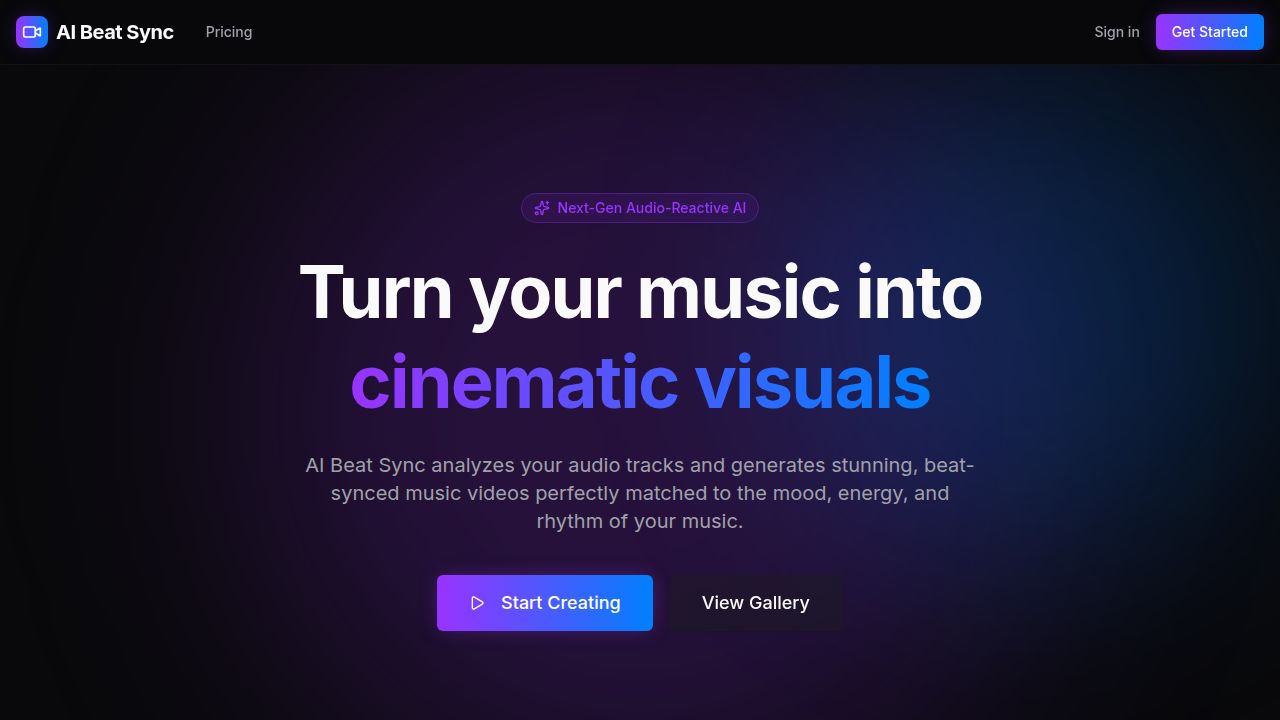 AI Beat Sync
Pricing
Sign in
Get Started
Next-Gen Audio-Reactive AI
Turn your music into
cinematic visuals
AI Beat Sync analyzes your audio tracks and generates stunning, beat-
synced music videos perfectly matched to the mood, energy, and
rhythm of your music.
Start Creating
View Gallery